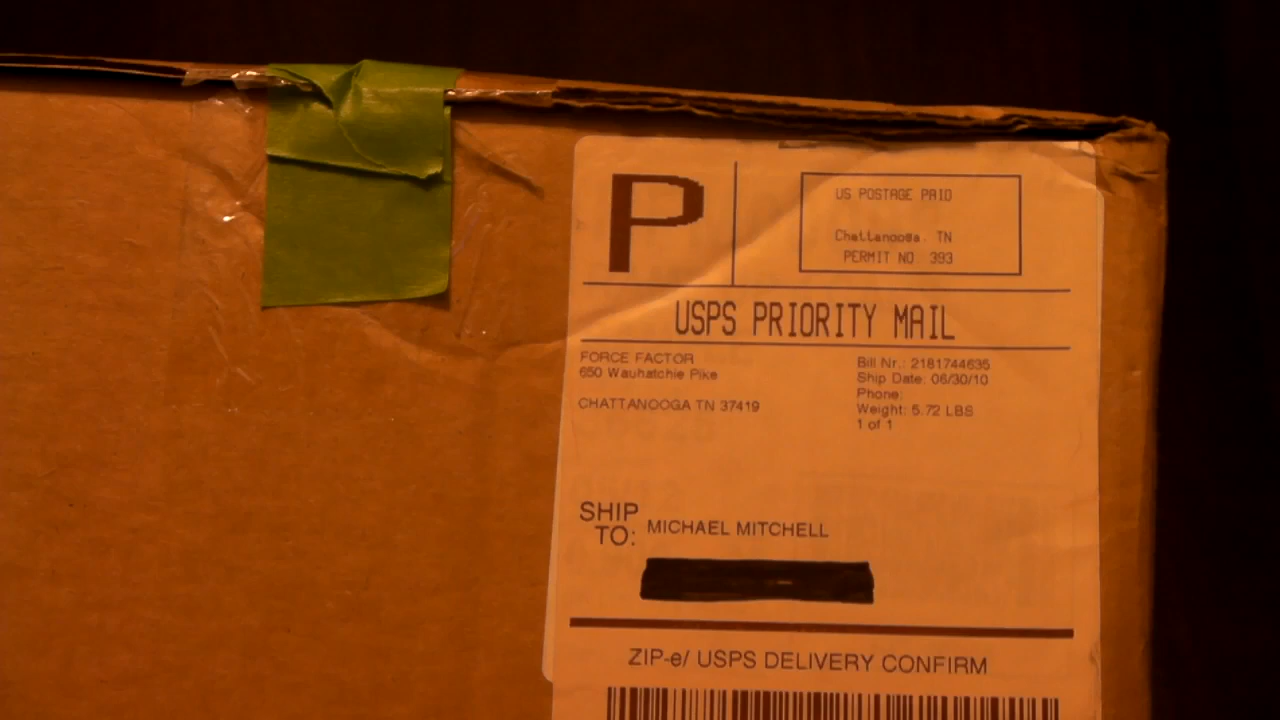 P
US POSTAGE PAID
Chattanooga, TN
PERMIT NO 393
USPS PRIORITY MAIL
FORCE FACTOR
650 Wauhatchie Pike
CHATTANOOGA TN 37419
Bill Nr.: 2181744635
Ship Date: 06/30/10
Phone:
Weight: 5.72 LBS
1 of 1
SHIP TO: MICHAEL MITCHELL
ZIP-e/ USPS DELIVERY CONFIRM